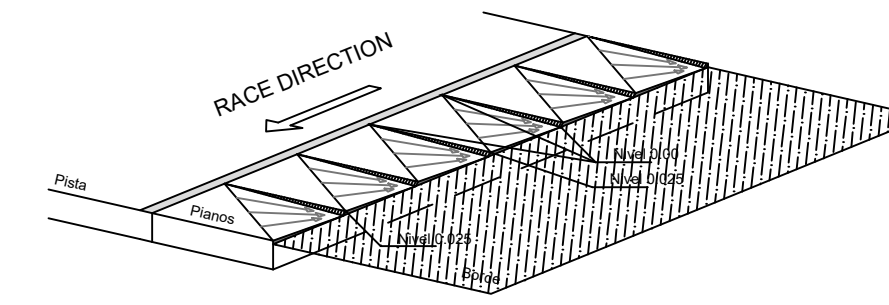 RACE DIRECTION
Nivel 0.00
Nivel 0.025
Pista
Pianos
Nivel 0.025
Borde